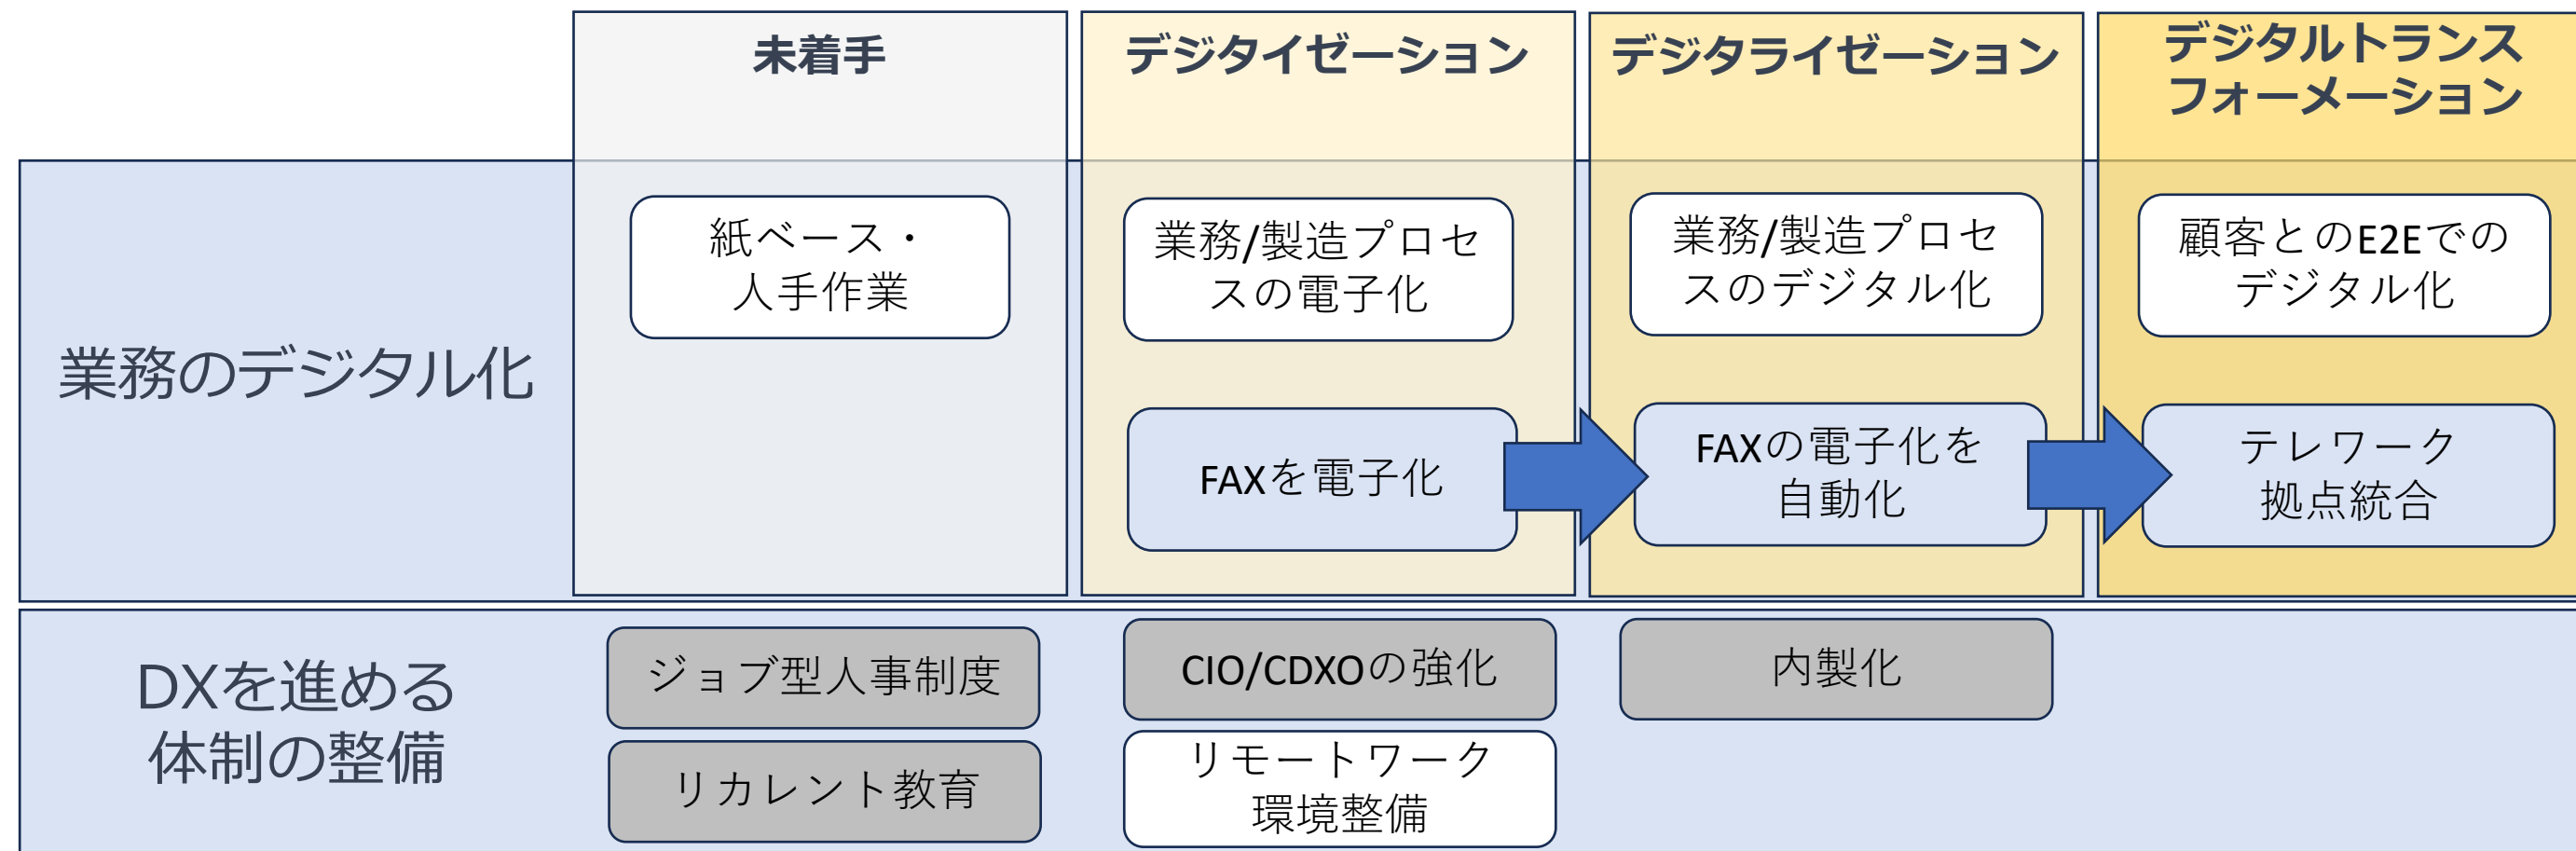 未着手
デジタイゼーション
デジタライゼーション
デジタルトランス
フォーメーション
業務のデジタル化
紙ベース・
人手作業
業務/製造プロセ
スの電子化
業務/製造プロセ
スのデジタル化
顧客とのE2Eでの
デジタル化
FAXを電子化
FAXの電子化を
自動化
テレワーク
拠点統合
DXを進める
体制の整備
ジョブ型人事制度
CIO/CDXOの強化
内製化
リカレント教育
リモートワーク
環境整備